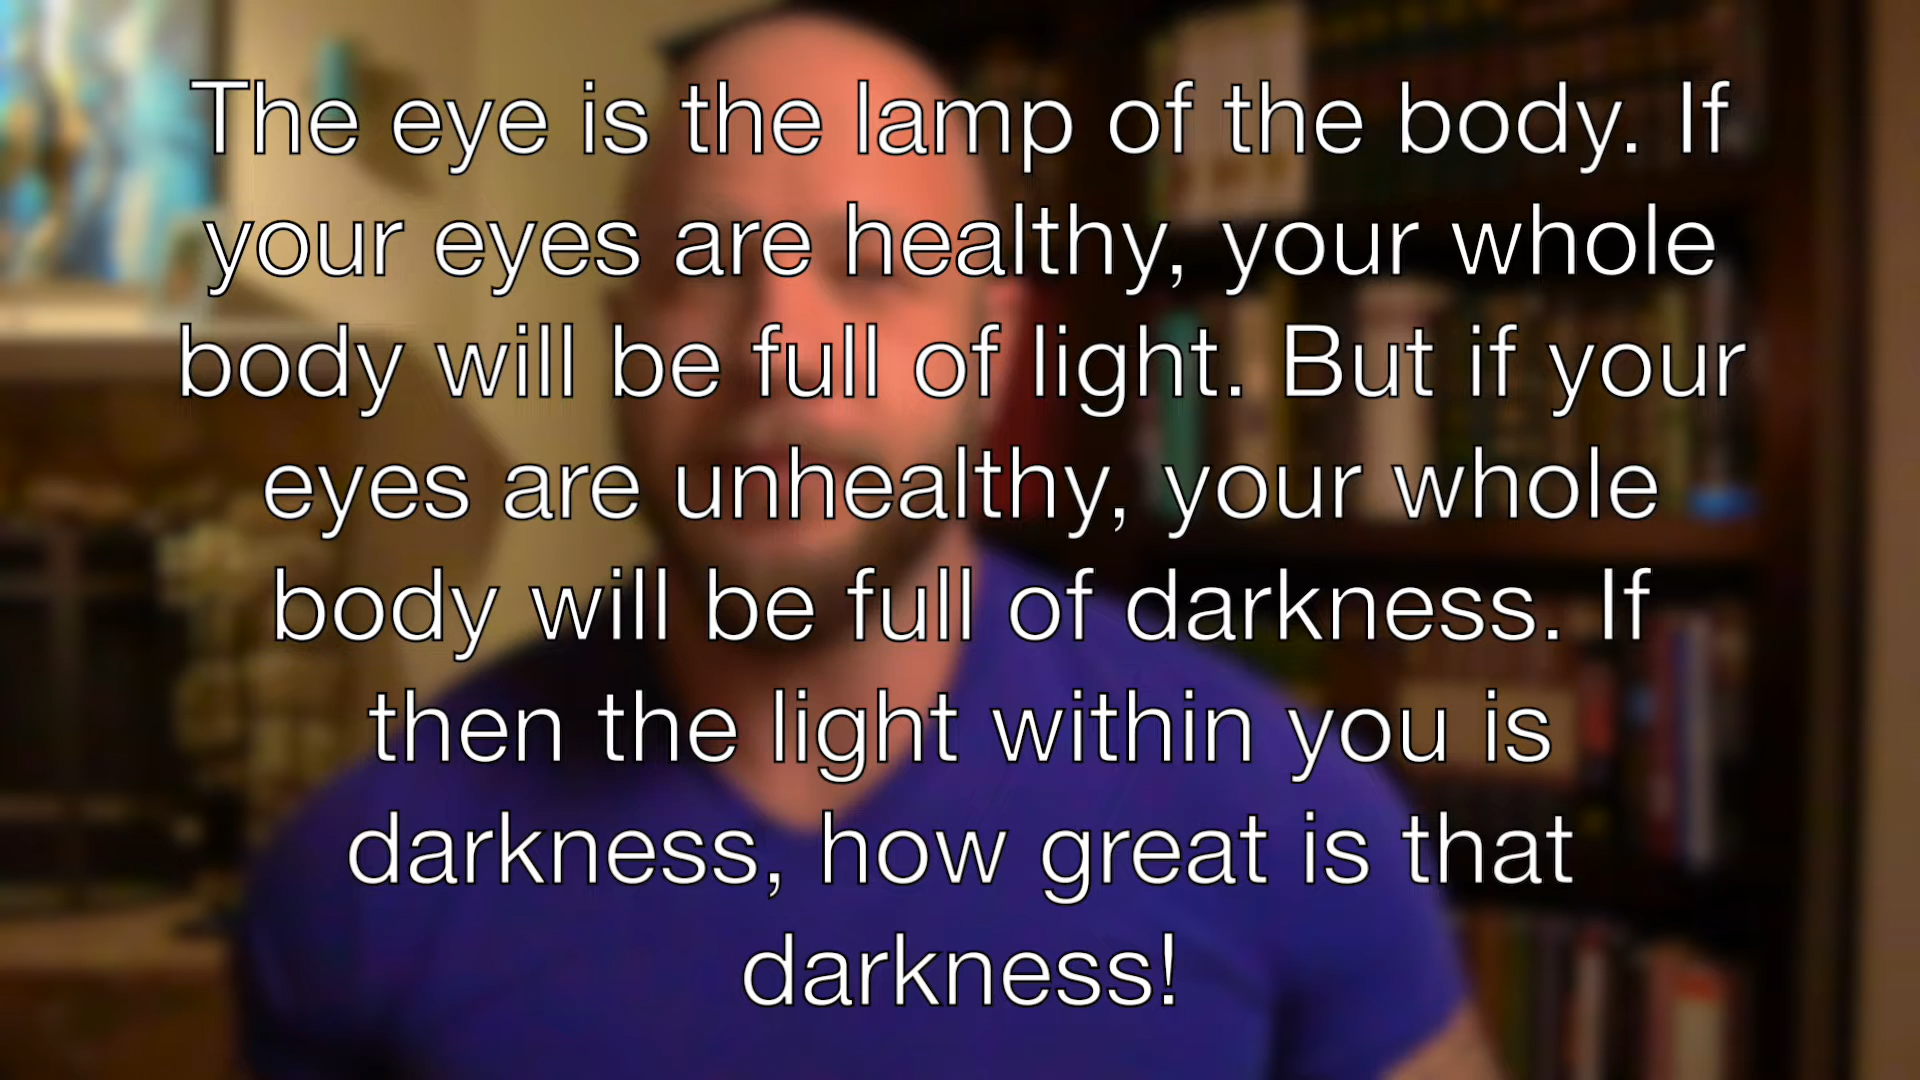 The eye is the lamp of the body. If
your eyes are healthy, your whole
body will be full of light. But if your
eyes are unhealthy, your whole
body will be full of darkness. If
then the light within you is
darkness, how great is that
darkness!